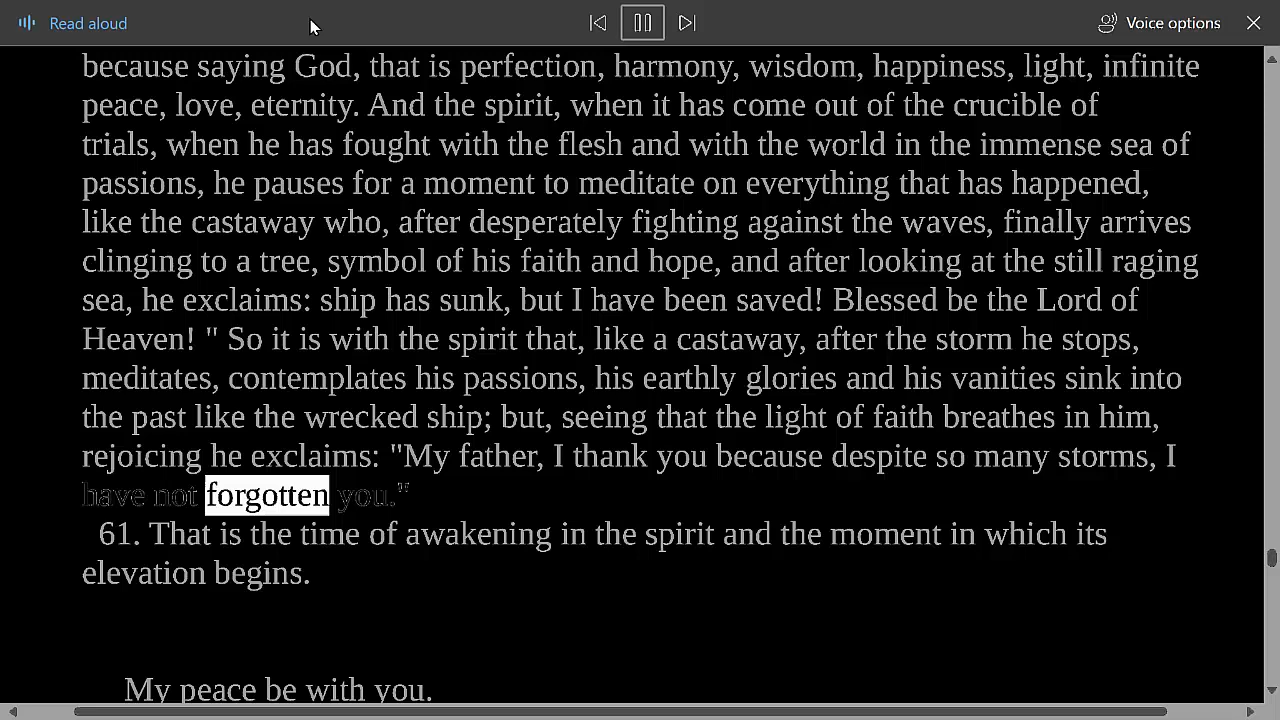 Read aloud
Voice options
because saying God, that is perfection, harmony, wisdom, happiness, light, infinite
peace, love, eternity. And the spirit, when it has come out of the crucible of
trials, when he has fought with the flesh and with the world in the immense sea of
passions, he pauses for a moment to meditate on everything that has happened,
like the castaway who, after desperately fighting against the waves, finally arrives
clinging to a tree, symbol of his faith and hope, and after looking at the still raging
sea, he exclaims: ship has sunk, but I have been saved! Blessed be the Lord of
Heaven! " So it is with the spirit that, like a castaway, after the storm he stops,
meditates, contemplates his passions, his earthly glories and his vanities sink into
the past like the wrecked ship; but, seeing that the light of faith breathes in him,
rejoicing he exclaims: "My father, I thank you because despite so many storms, I
have not forgotten you."
61. That is the time of awakening in the spirit and the moment in which its
elevation begins.
My peace be with you.